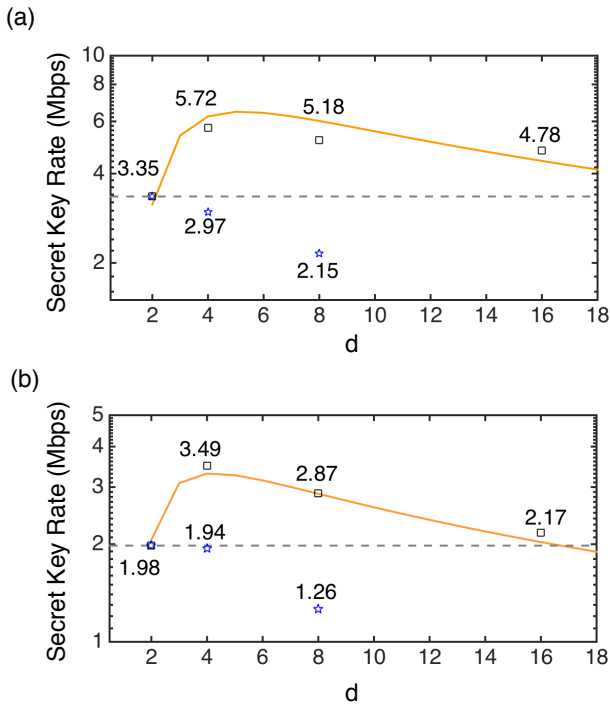 (a)
Secret Key Rate (Mbps)
10
8
6
4
2
5.72
5.18
4.78
3.35
2.97
2.15
2 4 6 8 10 12 14 16 18
d
(b)
Secret Key Rate (Mbps)
5
4
3
2
1
3.49
2.87
2.17
1.94
1.98
1.26
2 4 6 8 10 12 14 16 18
d